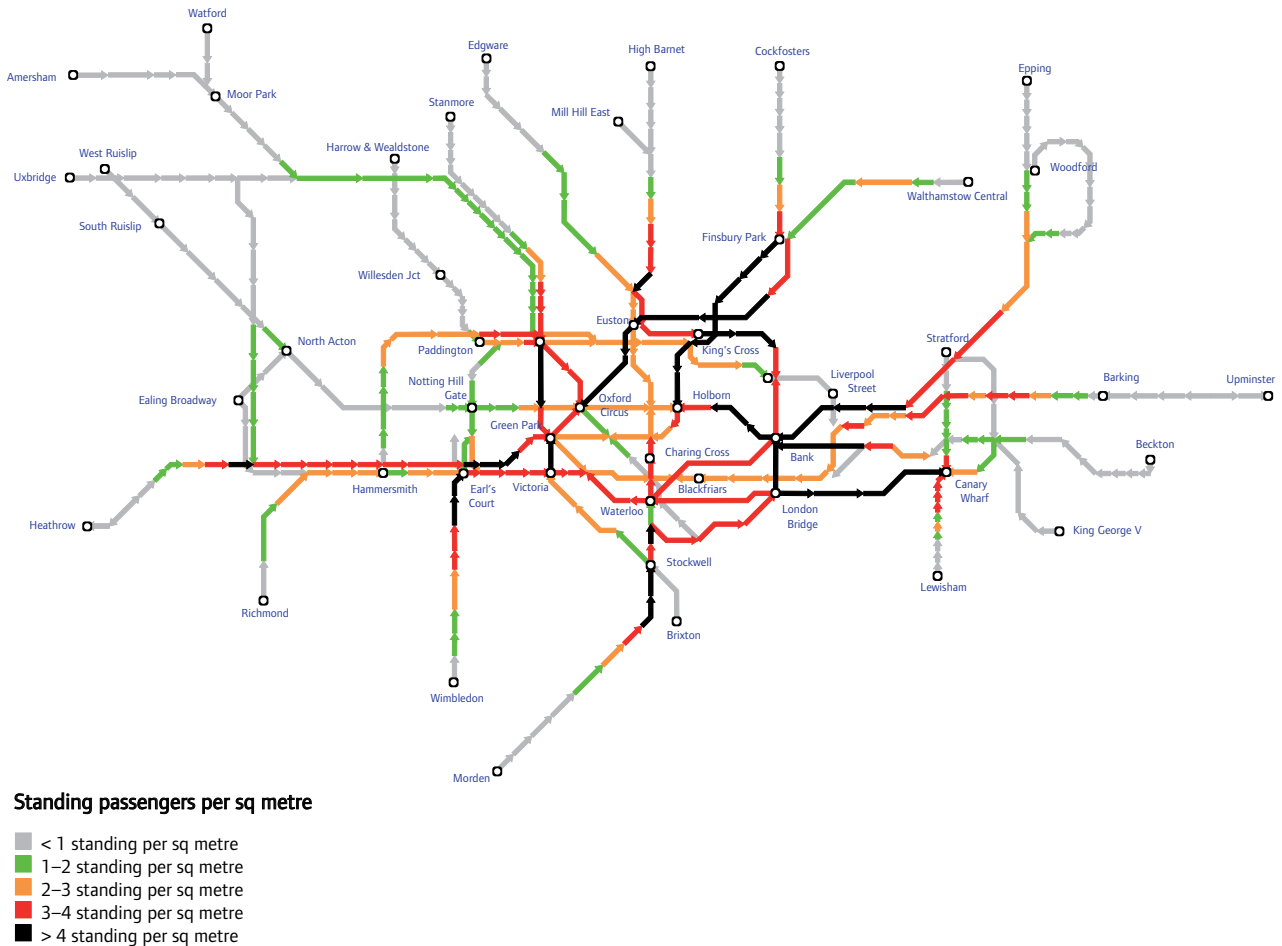 Watford
Edgware
High Barnet
Cockfosters
Amersham
Epping
Moor Park
Stanmore
Mill Hill East
Harrow & Wealdstone
West Ruislip
Uxbridge
Woodford
Walthamstow Central
South Ruislip
Finsbury Park
Willesden Jct
Euston
North Acton
Paddington
King's Cross
Stratford
Notting Hill
Gate
Liverpool
Street
Barking
Upminster
Ealing Broadway
Oxford
Circus
Holborn
Green Park
Charing Cross
Bank
Beckton
Hammersmith
Earl's
Court
Victoria
Blackfriars
Canary
Wharf
Heathrow
Waterloo
London
Bridge
King George V
Stockwell
Lewisham
Richmond
Brixton
Wimbledon
Morden
Standing passengers per sq metre
< 1 standing per sq metre
1–2 standing per sq metre
2–3 standing per sq metre
3–4 standing per sq metre
> 4 standing per sq metre